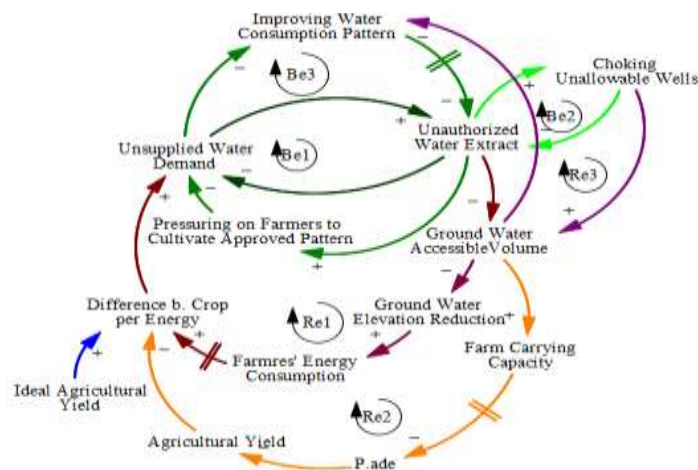 Improving Water
Consumption Pattern
Choking
Unallowable Wells
Be3
Be2
Unauthorized
Water Extract
Unsupplied Water
Demand
Be1
Re3
Pressuring on Farmers to
Cultivate Approved Pattern
Ground Water
AccessibleVolume
Difference b. Crop
per Energy
Re1
Ground Water
Elevation Reduction
Farmres' Energy
Consumption
Farm Carrying
Capacity
Ideal Agricultural
Yield
Re2
Agricultural Yield
P.ade